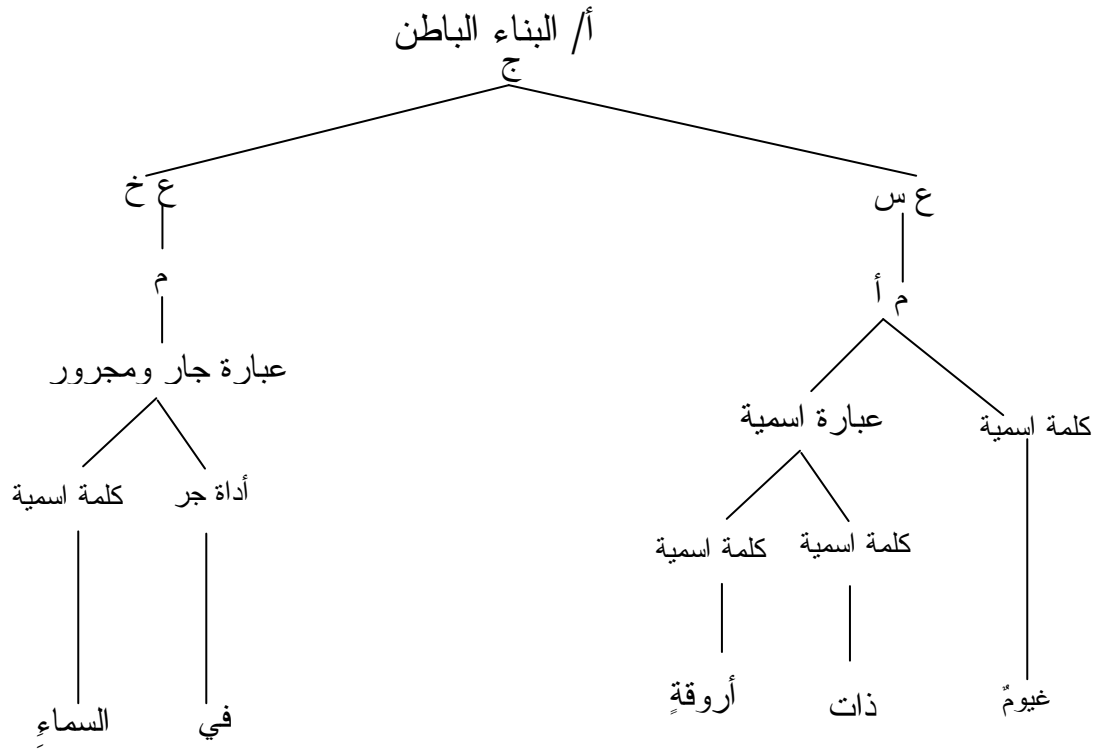 أ/ البناء الباطن
ج
ع س
ع خ
م أ
م
كلمة اسمية
عبارة اسمية
عبارة جار ومجرور
كلمة اسمية
كلمة اسمية
أداة جر
كلمة اسمية
غيومٌ
ذات
أروقةٍ
في
السماءِ